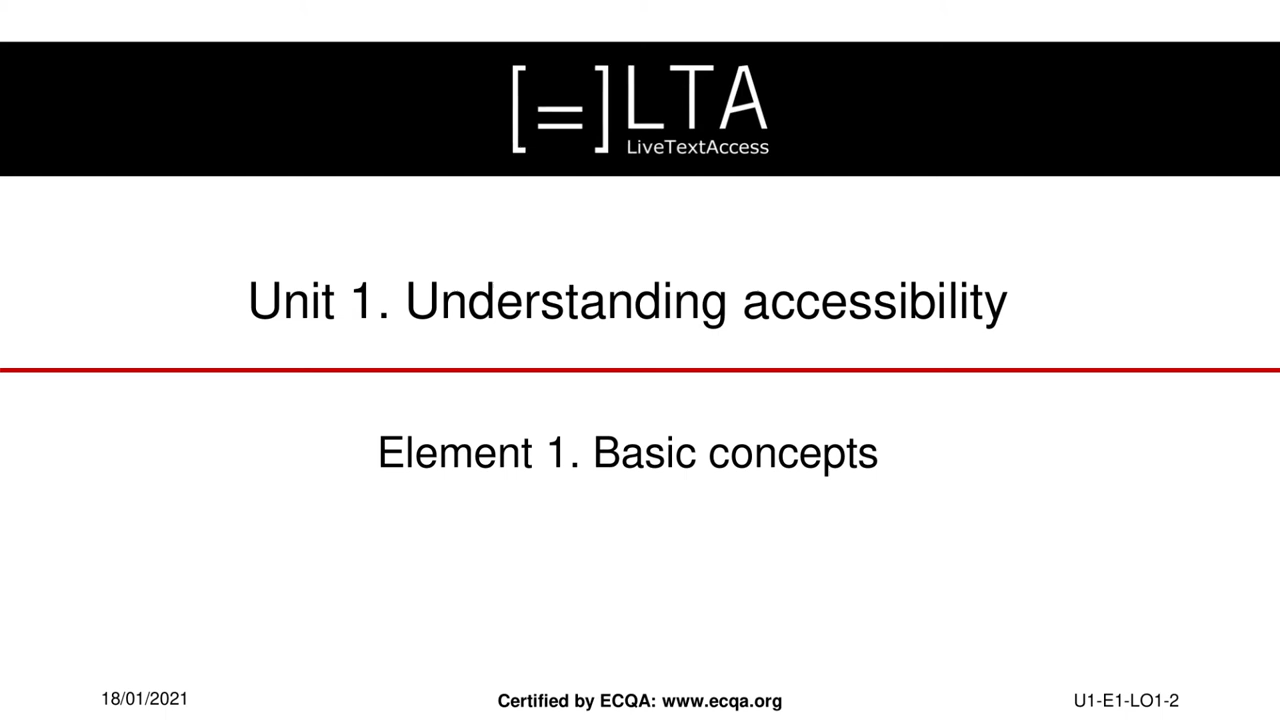 [=] LTA
LiveTextAccess
Unit 1. Understanding accessibility
Element 1. Basic concepts
18/01/2021
Certified by ECQA: www.ecqa.org
U1-E1-LO1-2